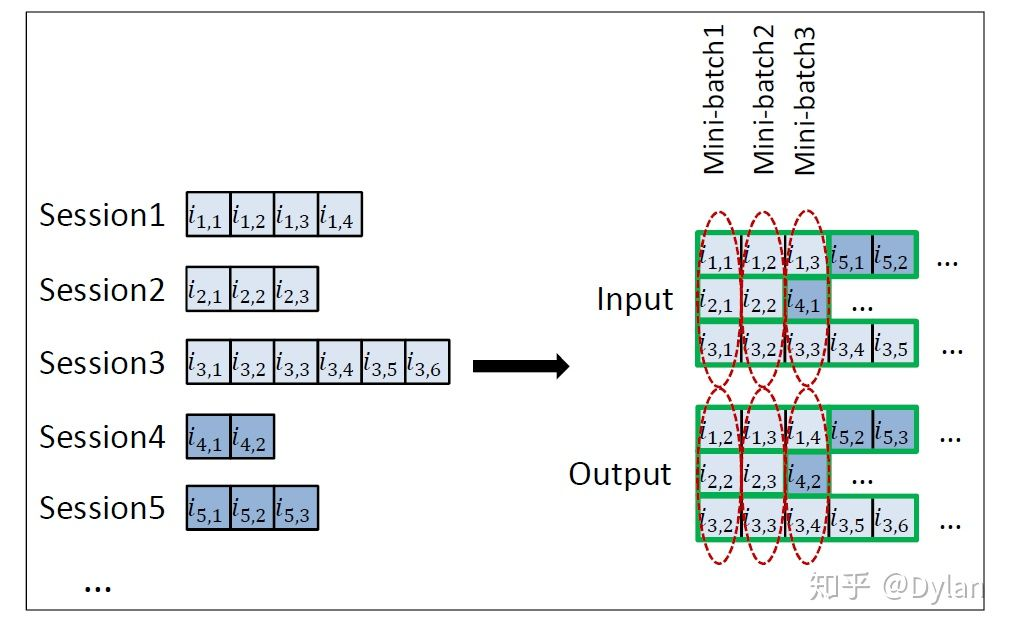 Mini-batch1
Mini-batch2
Mini-batch3
Session1 i1,1 i1,2 i1,3 i1,4
Session2 i2,1 i2,2 i2,3
Session3 i3,1 i3,2 i3,3 i3,4 i3,5 i3,6
Session4 i4,1 i4,2
Session5 i5,1 i5,2 i5,3
...
Input
i1,1 i1,2 i1,3 i5,1 i5,2 ...
i2,1 i2,2 i4,1 ...
i3,1 i3,2 i3,3 i3,4 i3,5 ...
Output
i1,2 i1,3 i1,4 i5,2 i5,3 ...
i2,2 i2,3 i4,2 ...
i3,2 i3,3 i3,4 i3,5 i3,6 ...
知乎 @Dylan